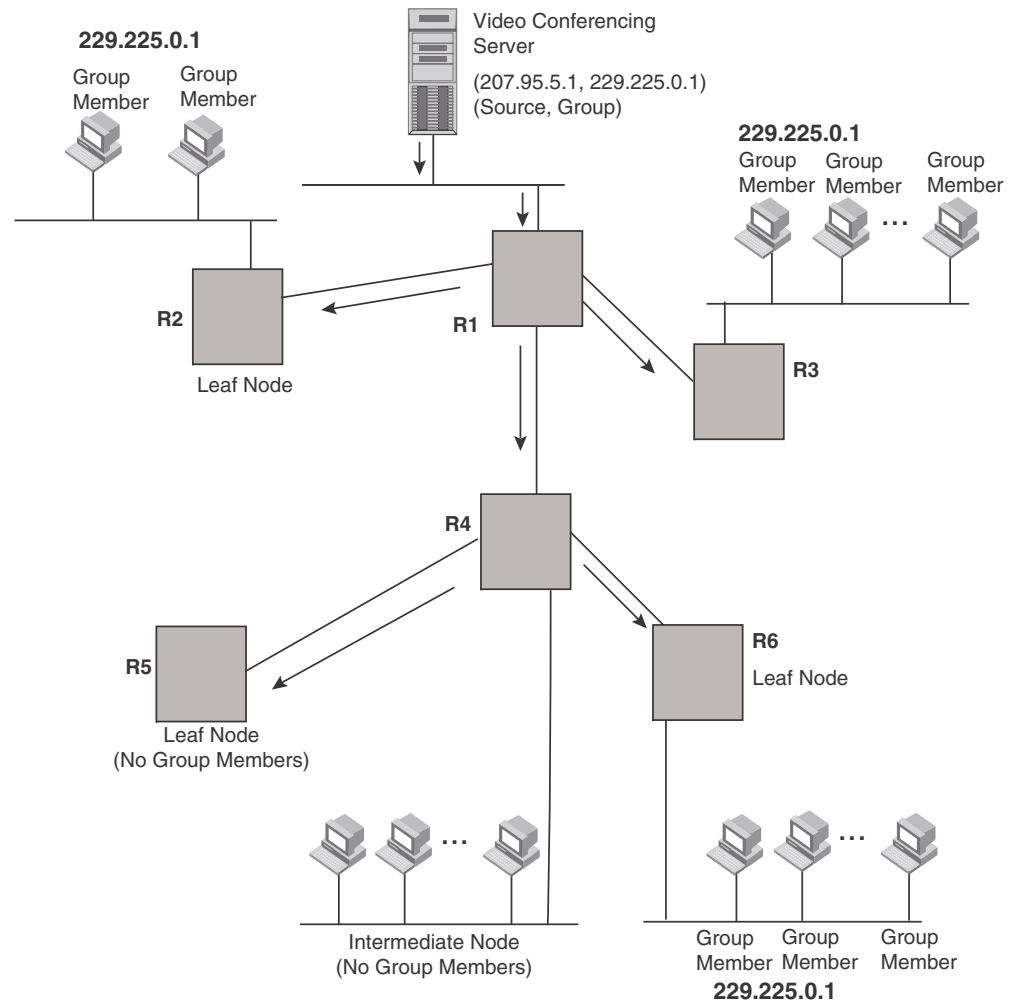 Video Conferencing
Server
(207.95.5.1, 229.225.0.1)
(Source, Group)
229.225.0.1
Group
Member
Group
Member
229.225.0.1
Group
Member
Group
Member
...
Group
Member
R2
Leaf Node
R1
R3
R4
R5
Leaf Node
(No Group Members)
R6
Leaf Node
...
Intermediate Node
(No Group Members)
...
Group
Member
Group
Member
Group
Member
229.225.0.1